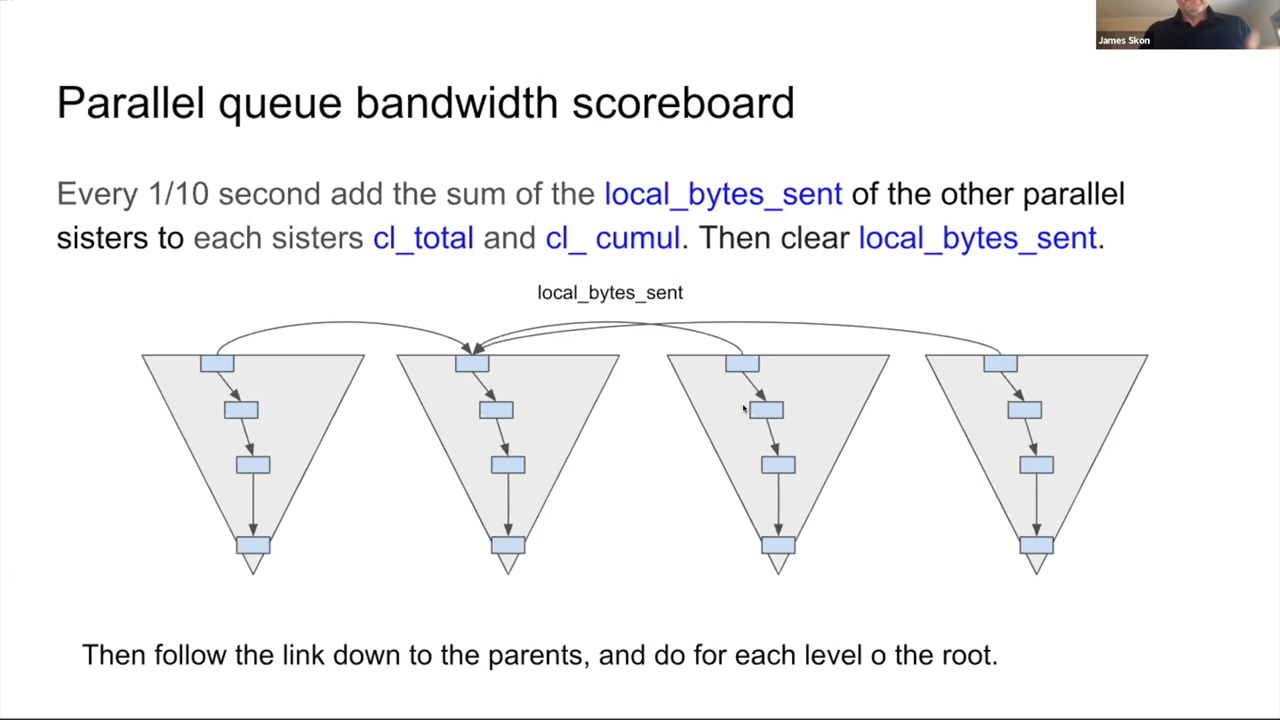 James Skon
Parallel queue bandwidth scoreboard
Every 1/10 second add the sum of the local_bytes_sent of the other parallel
sisters to each sisters cl_total and cl_ cumul. Then clear local_bytes_sent.
local_bytes_sent
Then follow the link down to the parents, and do for each level o the root.